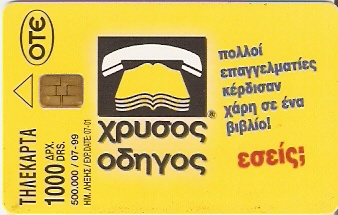 OTE
πολλοί
επαγγελματίες
κέρδισαν
χάρη σε ένα
βιβλίο!
εσείς;
χρυσος
οδηγος
®
ΤΗΛΕΚΑΡΤΑ
1000 ΔΡΧ.
DRS.
500.000 / 07-99
ΗΜ. ΛΗΞΗΣ / EXP. DATE: 07-01